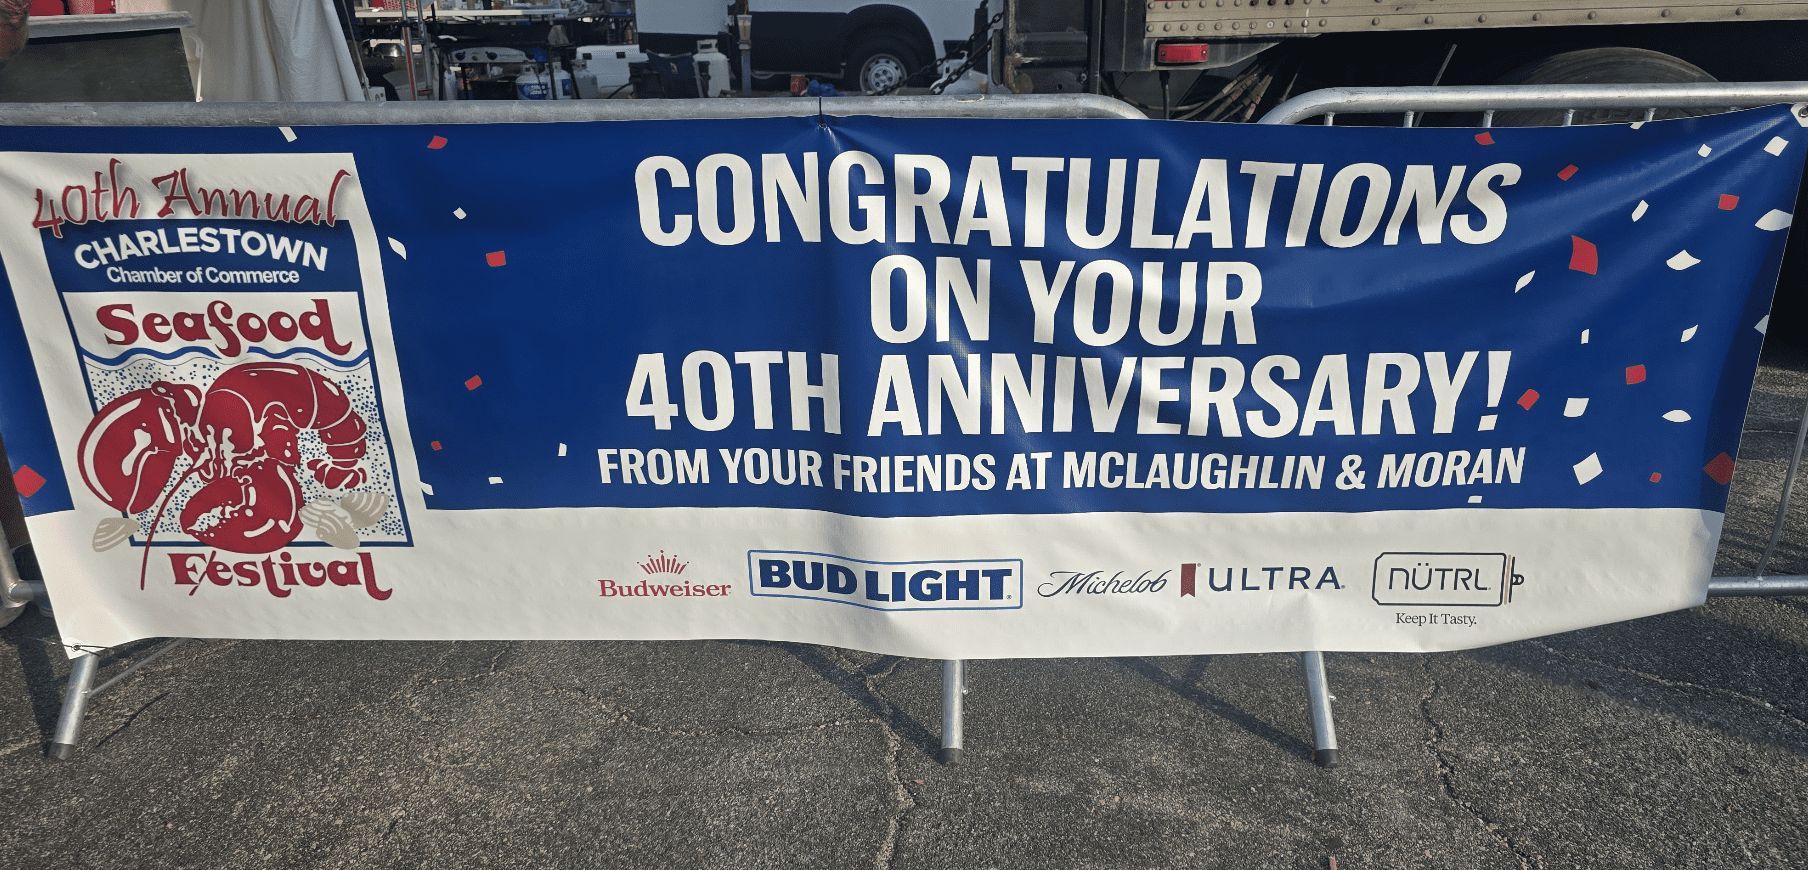 40th Annual
CHARLESTOWN
Chamber of Commerce
Seafood
Festival
CONGRATULATIONS
ON YOUR
40TH ANNIVERSARY!
FROM YOUR FRIENDS AT MCLAUGHLIN & MORAN
Budweiser
BUD LIGHT
Michelob ULTRA
NÜTRL
Keep It Tasty.